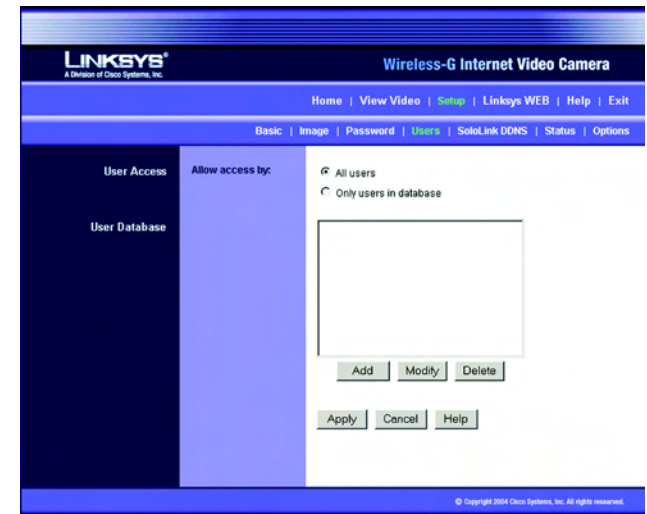 LINKSYS®
A Division of Cisco Systems, Inc.
Wireless-G Internet Video Camera
Home | View Video | Setup | Linksys WEB | Help | Exit
Basic | Image | Password | Users | SoloLink DDNS | Status | Options
User Access
Allow access by:
All users
Only users in database
User Database
Add Modify Delete
Apply Cancel Help
© Copyright 2004 Cisco Systems, Inc. All rights reserved.